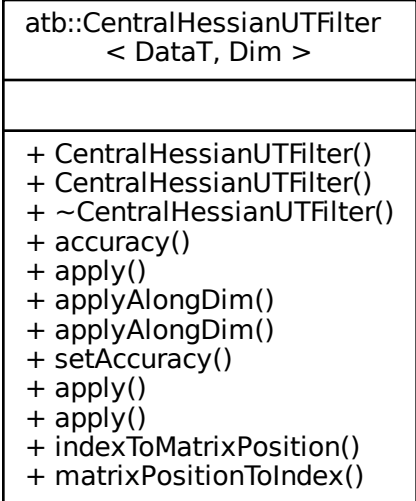 atb::CentralHessianUTFilter
< DataT, Dim >
+ CentralHessianUTFilter()
+ CentralHessianUTFilter()
+ ~CentralHessianUTFilter()
+ accuracy()
+ apply()
+ applyAlongDim()
+ applyAlongDim()
+ setAccuracy()
+ apply()
+ apply()
+ indexToMatrixPosition()
+ matrixPositionToIndex()